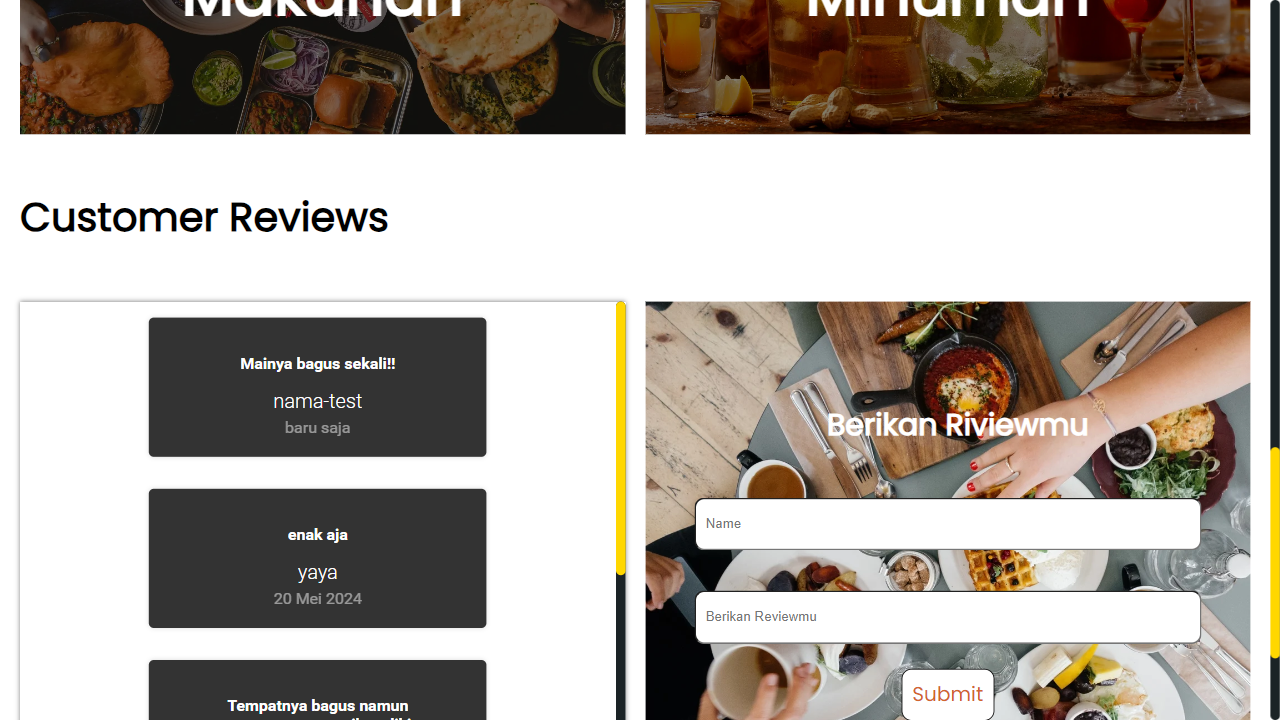 Makanan
Minuman
Customer Reviews
Mainya bagus sekali!!
nama-test
baru saja
enak aja
yaya
20 Mei 2024
Tempatnya bagus namun
Berikan Riviewmu
Name
Berikan Reviewmu
Submit